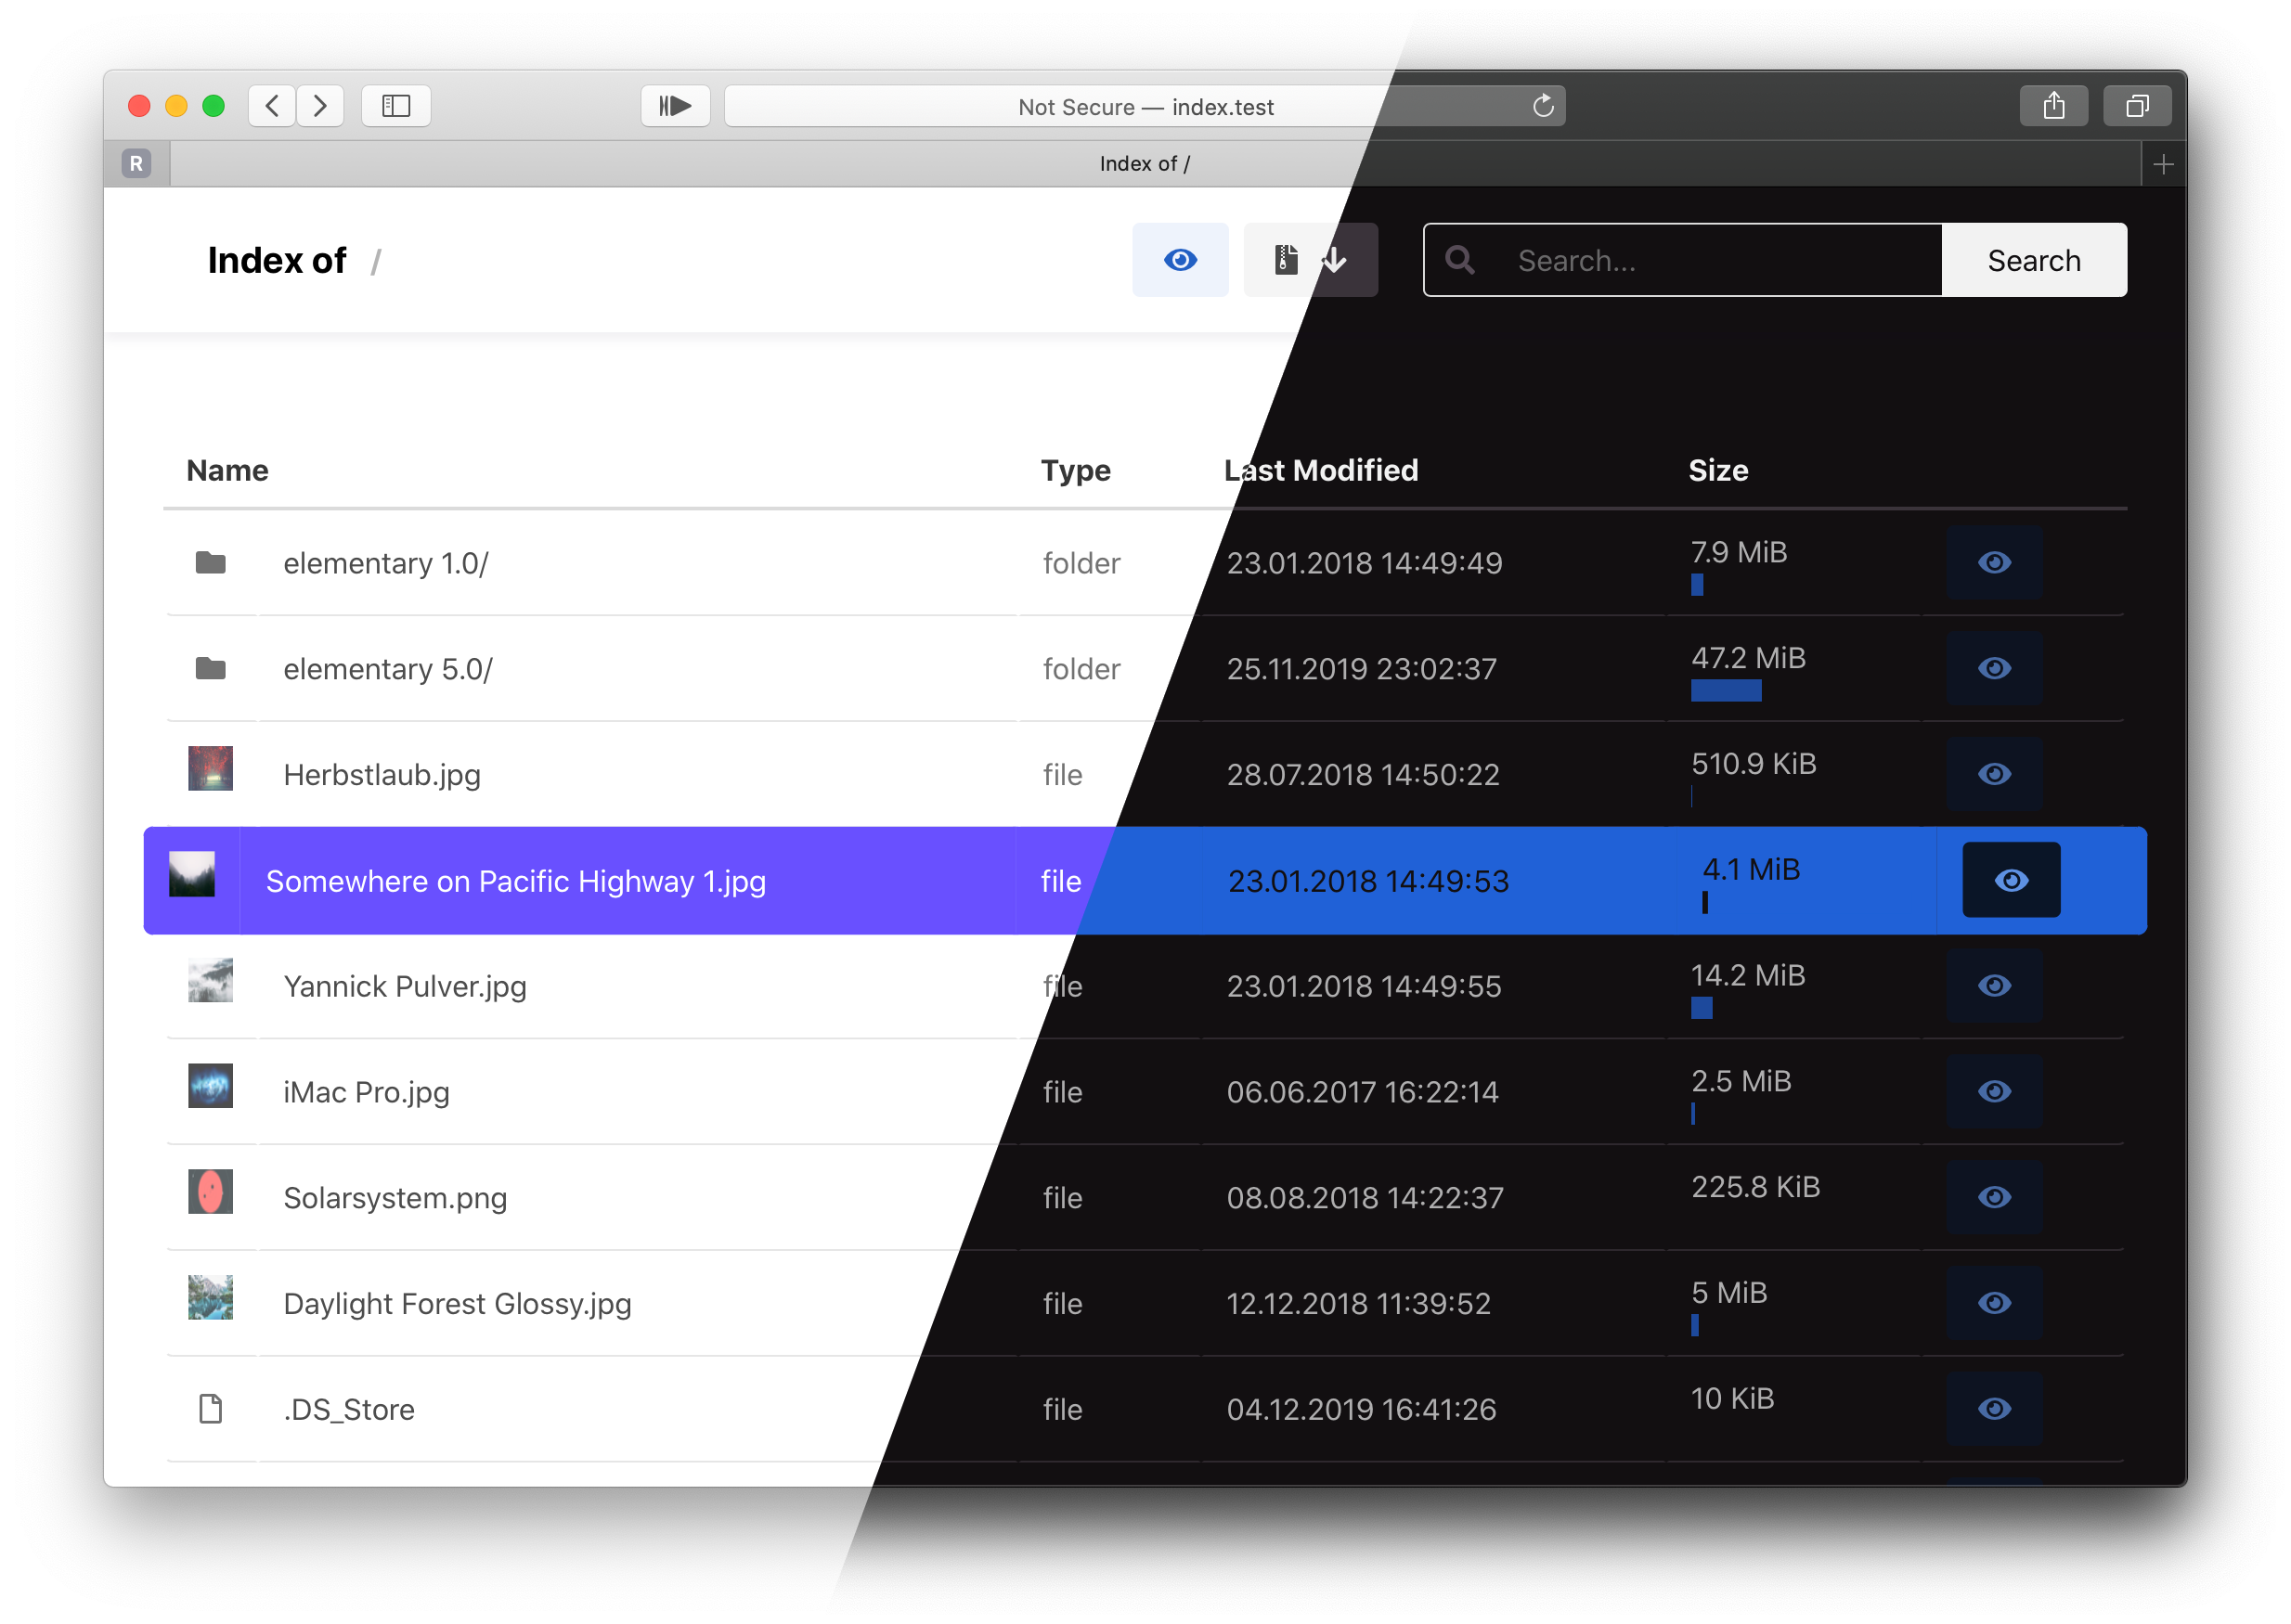 Not Secure — index.test
R
Index of /
Index of /
Search...
Search
Name Type Last Modified Size
elementary 1.0/ folder 23.01.2018 14:49:49 7.9 MiB
elementary 5.0/ folder 25.11.2019 23:02:37 47.2 MiB
Herbstlaub.jpg file 28.07.2018 14:50:22 510.9 KiB
Somewhere on Pacific Highway 1.jpg file 23.01.2018 14:49:53 4.1 MiB
Yannick Pulver.jpg file 23.01.2018 14:49:55 14.2 MiB
iMac Pro.jpg file 06.06.2017 16:22:14 2.5 MiB
Solarsystem.png file 08.08.2018 14:22:37 225.8 KiB
Daylight Forest Glossy.jpg file 12.12.2018 11:39:52 5 MiB
.DS_Store file 04.12.2019 16:41:26 10 KiB